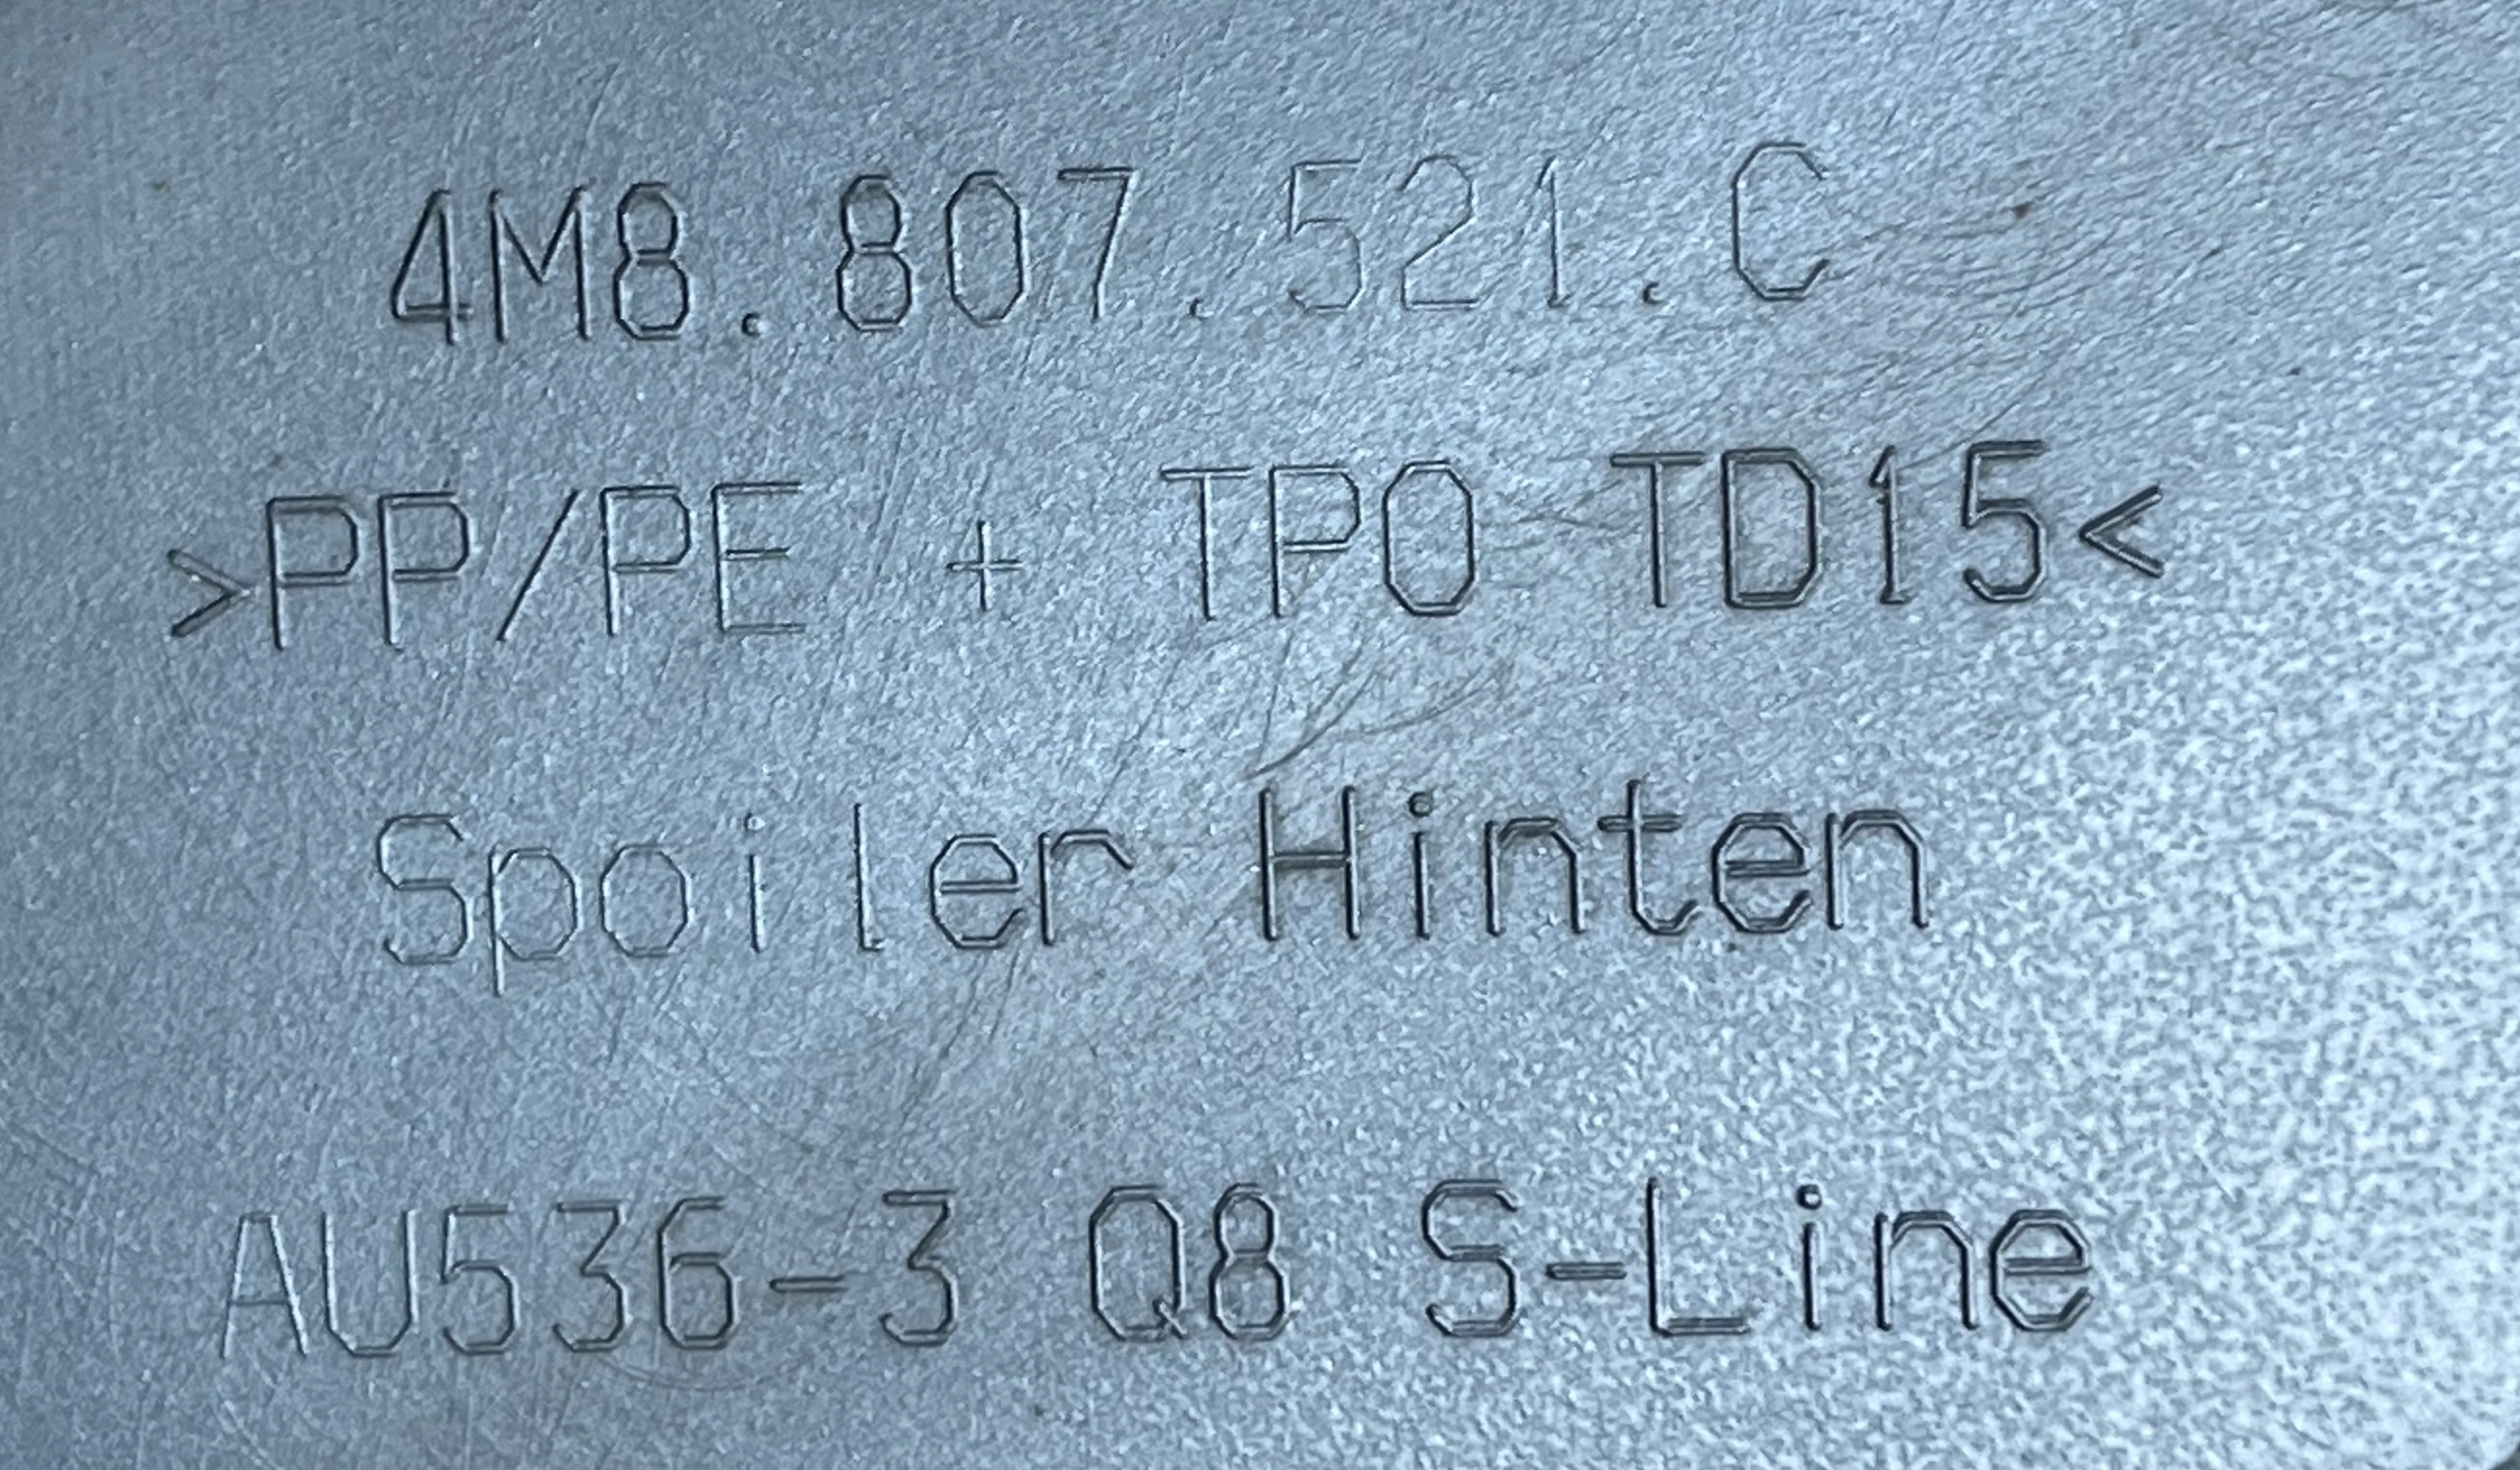 4M8.807.521.C
>PP/PE + TPO TD15<
Spoiler Hinten
AU536-3 Q8 S-Line